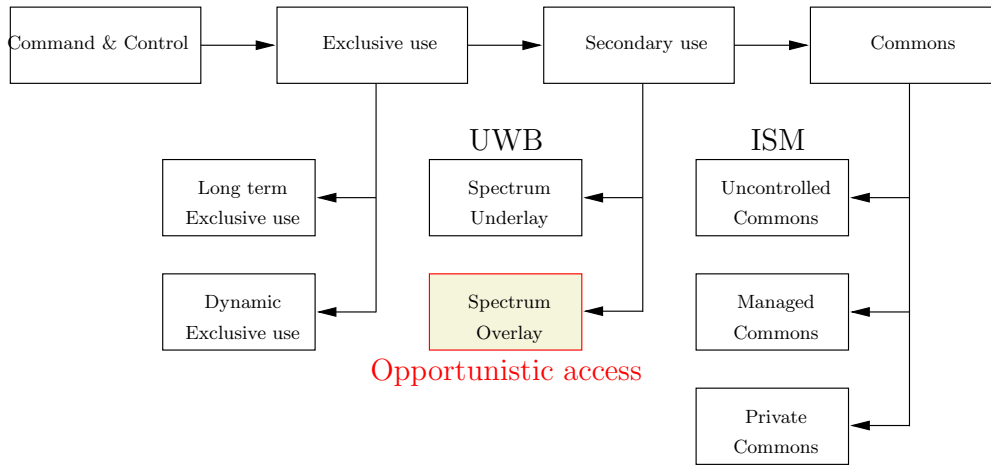 Command & Control
Exclusive use
Secondary use
Commons
UWB
ISM
Long term
Exclusive use
Spectrum
Underlay
Uncontrolled
Commons
Dynamic
Exclusive use
Spectrum
Overlay
Managed
Commons
Opportunistic access
Private
Commons